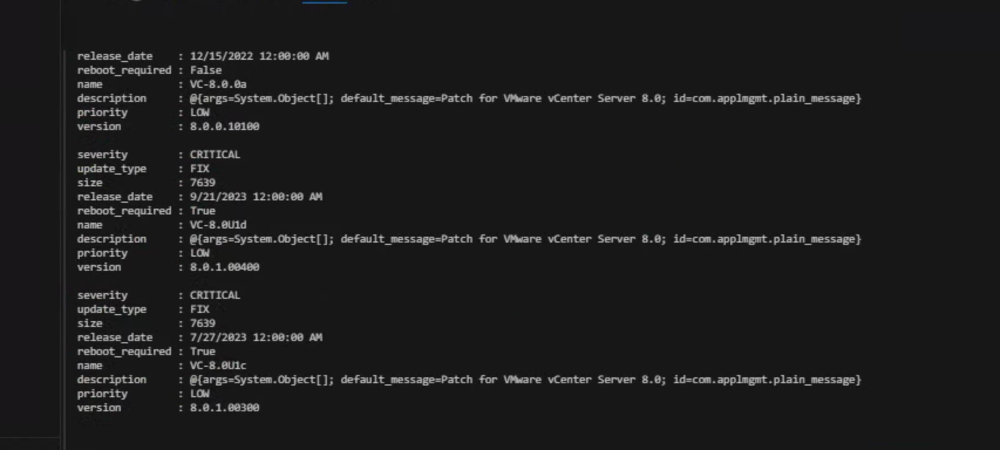 release_date    : 12/15/2022 12:00:00 AM
reboot_required : False
name            : VC-8.0.0a
description     : @{args=System.Object[]; default_message=Patch for VMware vCenter Server 8.0; id=com.applmgmt.plain_message}
priority        : LOW
version         : 8.0.0.10100

severity        : CRITICAL
update_type     : FIX
size            : 7639
release_date    : 9/21/2023 12:00:00 AM
reboot_required : True
name            : VC-8.0U1d
description     : @{args=System.Object[]; default_message=Patch for VMware vCenter Server 8.0; id=com.applmgmt.plain_message}
priority        : LOW
version         : 8.0.1.00400

severity        : CRITICAL
update_type     : FIX
size            : 7639
release_date    : 7/27/2023 12:00:00 AM
reboot_required : True
name            : VC-8.0U1c
description     : @{args=System.Object[]; default_message=Patch for VMware vCenter Server 8.0; id=com.applmgmt.plain_message}
priority        : LOW
version         : 8.0.1.00300